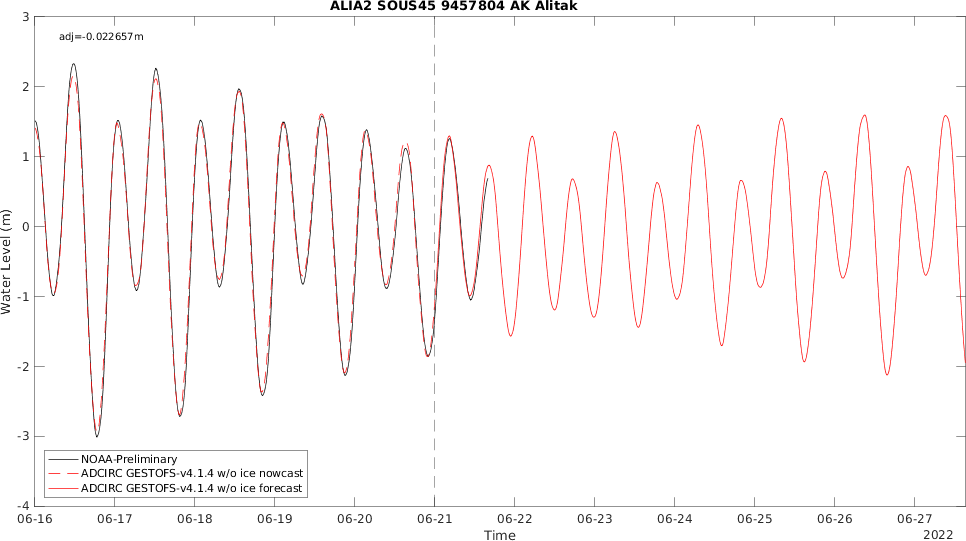 ALIA2 SOUS45 9457804 AK Alitak
adj=-0.022657m
3
2
1
0
-1
-2
-3
-4
Water Level (m)
NOAA-Preliminary
ADCIRC GESTOFS-v4.1.4 w/o ice nowcast
ADCIRC GESTOFS-v4.1.4 w/o ice forecast
06-16 06-17 06-18 06-19 06-20 06-21 06-22 06-23 06-24 06-25 06-26 06-27
Time
2022